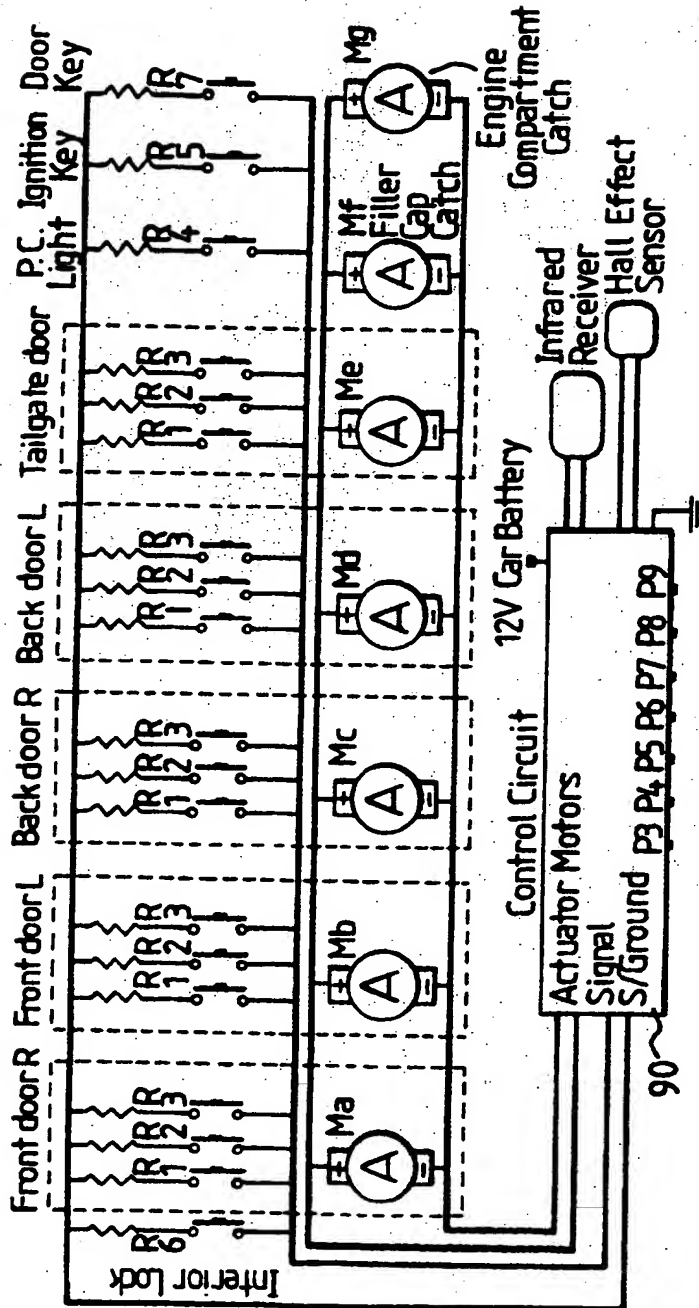 Interior Lock
Front door R
Front door L
Back door R
Back door L
Tailgate door
P.C. Light
Ignition Key
Door Key
R6
R1 R2 R3
R1 R2 R3
R1 R2 R3
R1 R2 R3
R1 R2 R3
R4
R5
R7
+ Ma
A
-
+ Mb
A
-
+ Mc
A
-
+ Md
A
-
+ Me
A
-
+ Mf
A
-
Filler
Cap
Catch
+ Mg
A
-
Engine
Compartment
Catch
Control Circuit
12V Car Battery
Actuator Motors
Signal
S/Ground
P3 P4 P5 P6 P7 P8 P9
90
Infrared
Receiver
Hall Effect
Sensor